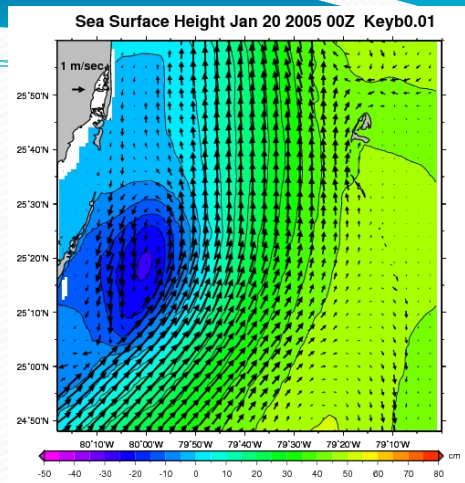 Sea Surface Height Jan 20 2005 00Z Keyb0.01
1 m/sec
25°50'N
25°40'N
25°30'N
25°20'N
25°10'N
25°00'N
24°50'N
80°10'W 80°00'W 79°50'W 79°40'W 79°30'W 79°20'W 79°10'W
cm
-50 -40 -30 -20 -10 0 10 20 30 40 50 60 70 80